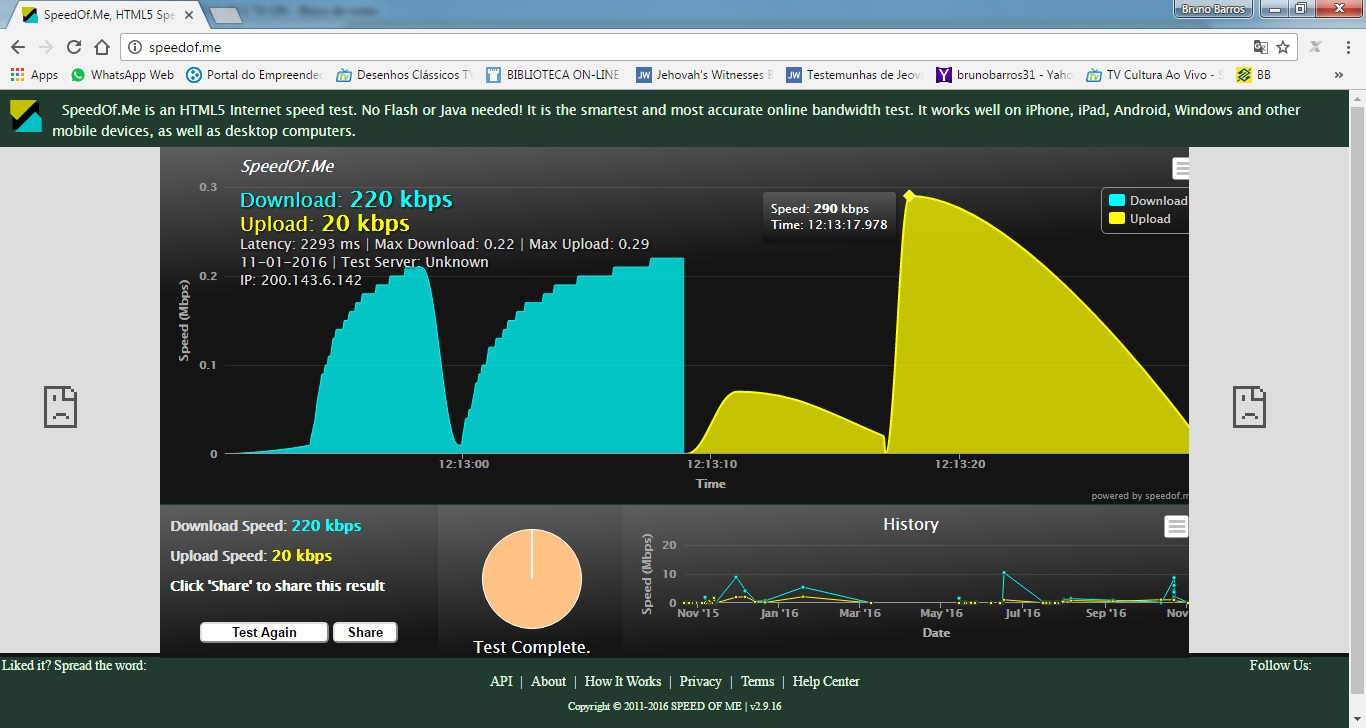 SpeedOf.Me, HTML5 Spe
Bruno Barros
speedof.me
Apps
WhatsApp Web
Portal do Empreende
Desenhos Clássicos T
BIBLIOTECA ON-LINE
JW
Jehovah's Witnesses
JW
Testemunhas de Jeov
brunobarros31 - Yaho
TV Cultura Ao Vivo - S
BB
»
SpeedOf.Me is an HTML5 Internet speed test. No Flash or Java needed! It is the smartest and most accurate online bandwidth test. It works well on iPhone, iPad, Android, Windows and other
mobile devices, as well as desktop computers.
SpeedOf.Me
Download: 220 kbps
Upload: 20 kbps
Latency: 2293 ms | Max Download: 0.22 | Max Upload: 0.29
11-01-2016 | Test Server: Unknown
IP: 200.143.6.142
Speed: 290 kbps
Time: 12:13:17.978
Download
Upload
Speed (Mbps)
0.3
0.2
0.1
0
12:13:00
12:13:10
12:13:20
Time
powered by speedof.m
Download Speed: 220 kbps
Upload Speed: 20 kbps
Click 'Share' to share this result
Test Again
Share
Test Complete.
History
Speed (Mbps)
20
10
0
Nov '15
Jan '16
Mar '16
May '16
Jul '16
Sep '16
Nov
Date
Liked it? Spread the word:
Follow Us:
API | About | How It Works | Privacy | Terms | Help Center
Copyright © 2011-2016 SPEED OF ME | v2.9.16